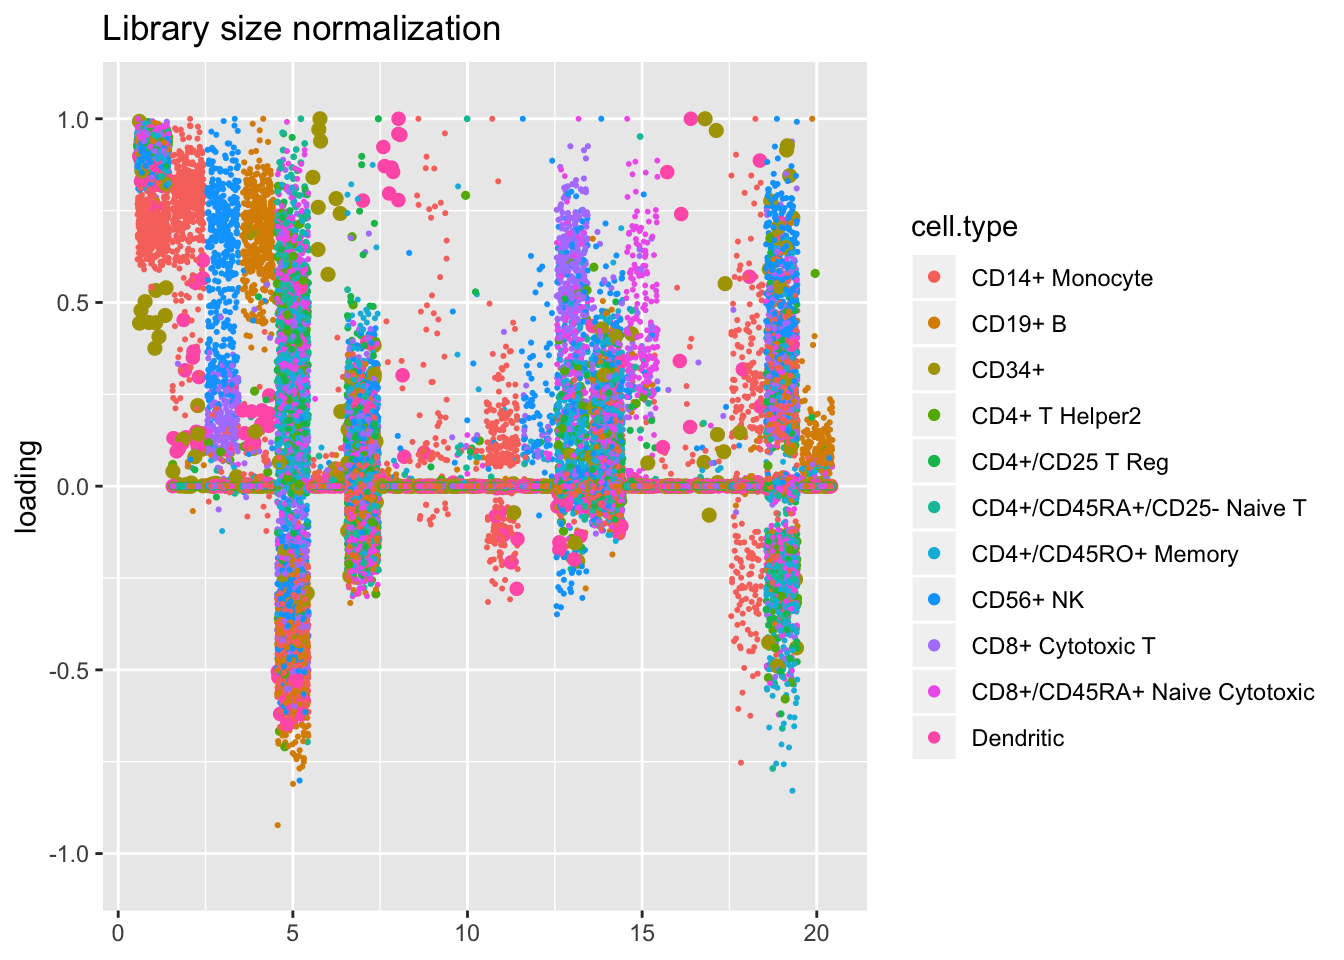 Library size normalization
loading
1.0
0.5
0.0
-0.5
-1.0
0
5
10
15
20
cell.type
CD14+ Monocyte
CD19+ B
CD34+
CD4+ T Helper2
CD4+/CD25 T Reg
CD4+/CD45RA+/CD25- Naive T
CD4+/CD45RO+ Memory
CD56+ NK
CD8+ Cytotoxic T
CD8+/CD45RA+ Naive Cytotoxic
Dendritic